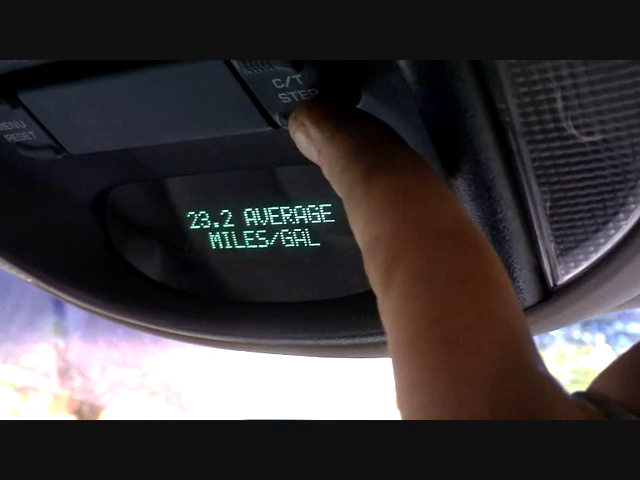 C/T
STEP
MENU
RESET
23.2 AVERAGE
MILES/GAL